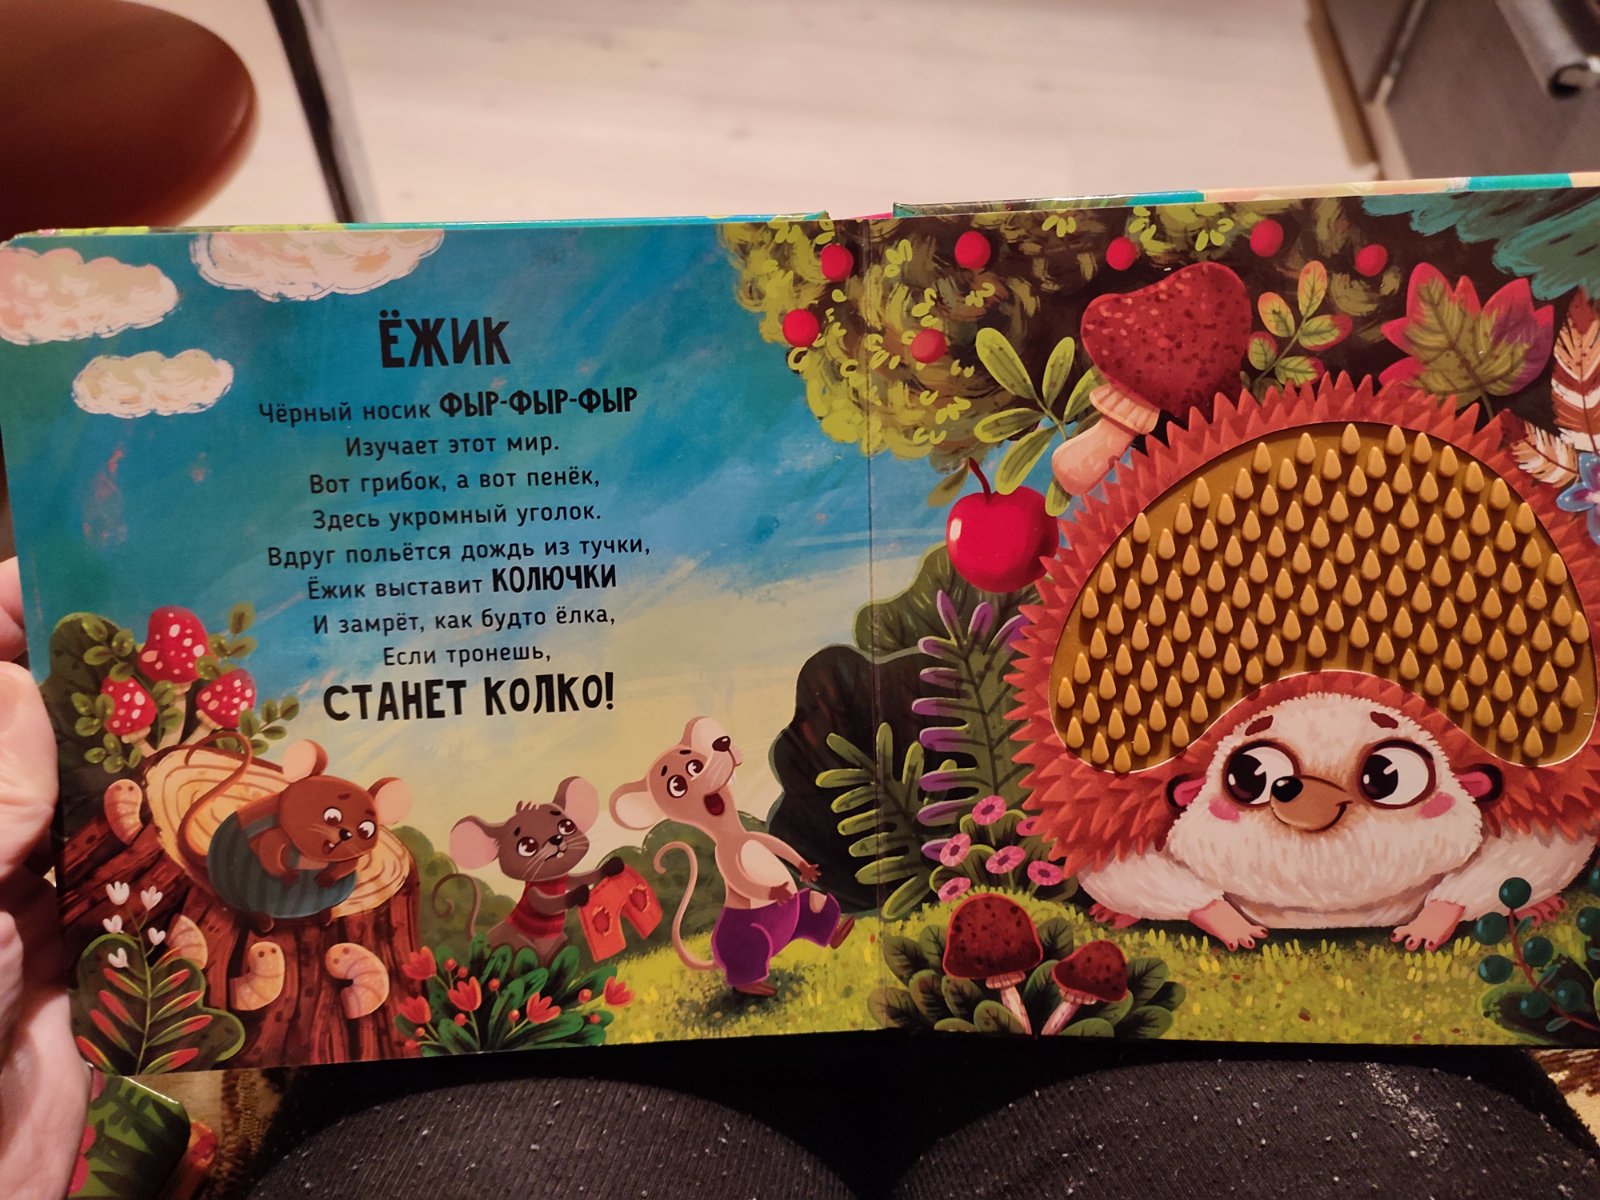 ЁЖИК
Чёрный носик ФЫР-ФЫР-ФЫР
Изучает этот мир.
Вот грибок, а вот пенёк,
Здесь укромный уголок.
Вдруг польётся дождь из тучки,
Ёжик выставит КОЛЮЧКИ
И замрёт, как будто ёлка,
Если тронешь,
СТАНЕТ КОЛКО!